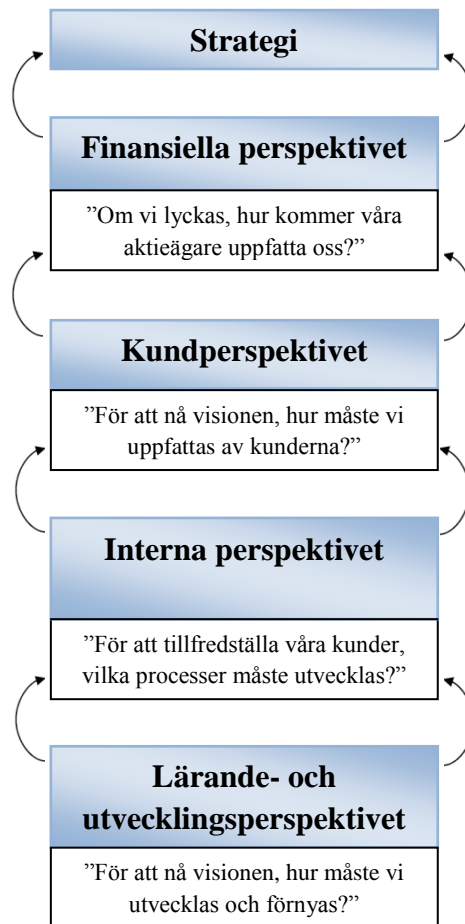 Strategi
Finansiella perspektivet
”Om vi lyckas, hur kommer våra
aktieägare uppfatta oss?”
Kundperspektivet
”För att nå visionen, hur måste vi
uppfattas av kunderna?”
Interna perspektivet
”För att tillfredställa våra kunder,
vilka processer måste utvecklas?”
Lärande- och
utvecklingsperspektivet
”För att nå visionen, hur måste vi
utvecklas och förnyas?”